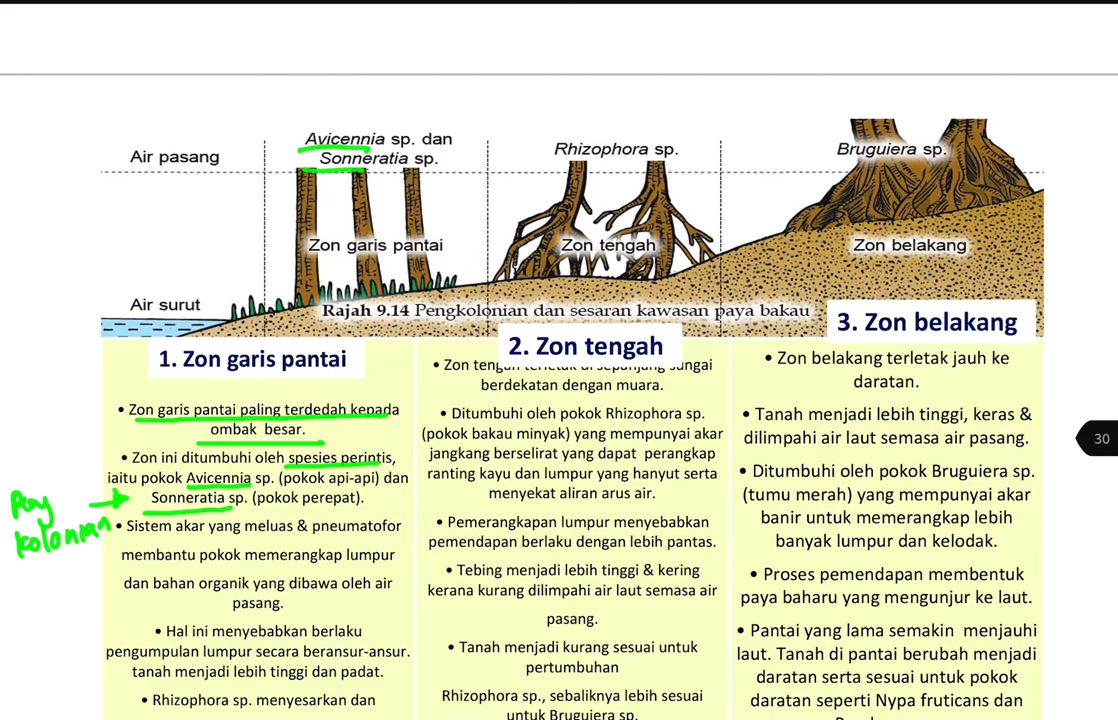 Avicennia sp. dan
Sonneratia sp.
Rhizophora sp.
Bruguiera sp.
Air pasang
Zon garis pantai
Zon tengah
Zon belakang
Air surut
Rajah 9.14 Pengkolonian dan sesaran kawasan paya bakau
1. Zon garis pantai
• Zon garis pantai paling terdedah kepada
ombak besar.
• Zon ini ditumbuhi oleh spesies perintis,
iaitu pokok Avicennia sp. (pokok api-api) dan
Sonneratia sp. (pokok perepat).
• Sistem akar yang meluas & pneumatofor
membantu pokok memerangkap lumpur
dan bahan organik yang dibawa oleh air
pasang.
• Hal ini menyebabkan berlaku
pengumpulan lumpur secara beransur-ansur.
tanah menjadi lebih tinggi dan padat.
• Rhizophora sp. menyesarkan dan
Peng
kolonian
2. Zon tengah
• Zon tengah terletak di sepanjang sungai
berdekatan dengan muara.
• Ditumbuhi oleh pokok Rhizophora sp.
(pokok bakau minyak) yang mempunyai akar
jangkang berselirat yang dapat perangkap
ranting kayu dan lumpur yang hanyut serta
menyekat aliran arus air.
• Pemerangkapan lumpur menyebabkan
pemendapan berlaku dengan lebih pantas.
• Tebing menjadi lebih tinggi & kering
kerana kurang dilimpahi air laut semasa air
pasang.
• Tanah menjadi kurang sesuai untuk
pertumbuhan
Rhizophora sp., sebaliknya lebih sesuai
untuk Bruguiera sp.
3. Zon belakang
• Zon belakang terletak jauh ke
daratan.
• Tanah menjadi lebih tinggi, keras &
dilimpahi air laut semasa air pasang.
• Ditumbuhi oleh pokok Bruguiera sp.
(tumu merah) yang mempunyai akar
banir untuk memerangkap lebih
banyak lumpur dan kelodak.
• Proses pemendapan membentuk
paya baharu yang mengunjur ke laut.
• Pantai yang lama semakin menjauhi
laut. Tanah di pantai berubah menjadi
daratan serta sesuai untuk pokok
daratan seperti Nypa fruticans dan
30